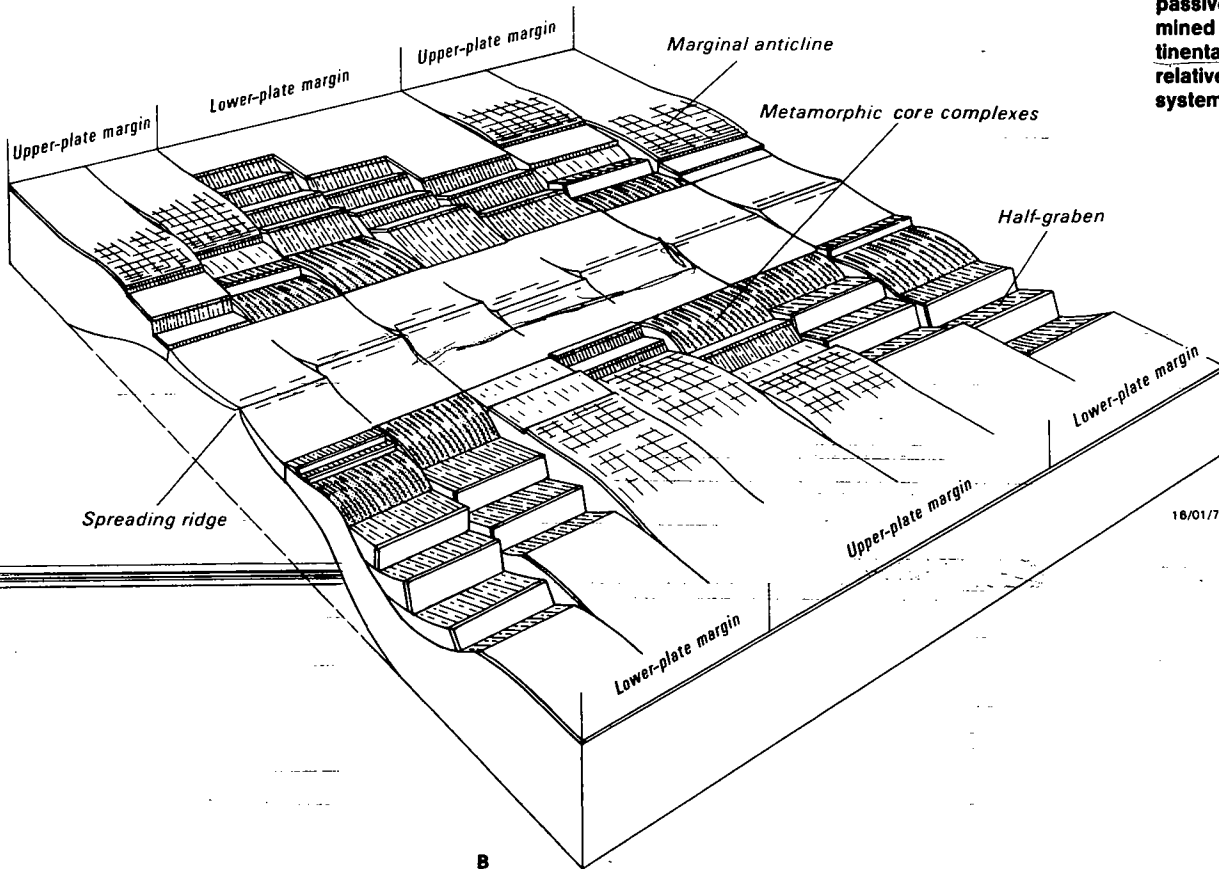 passive
mined
tinenta
relative
system
Upper-plate margin
Marginal anticline
Lower-plate margin
Metamorphic core complexes
Upper-plate margin
Half-graben
Lower-plate margin
Spreading ridge
16/01/7
Upper-plate margin
Lower-plate margin
B